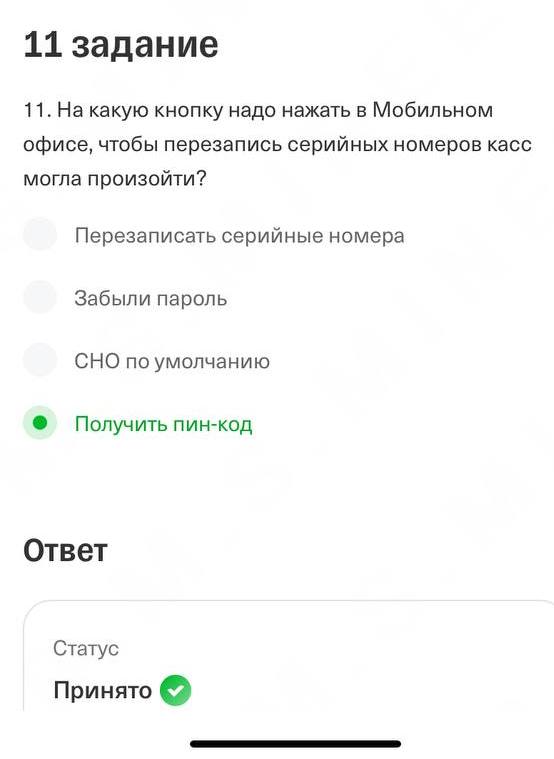 11 задание
11. На какую кнопку надо нажать в Мобильном
офисе, чтобы перезапись серийных номеров касс
могла произойти?
Перезаписать серийные номера
Забыли пароль
СНО по умолчанию
Получить пин-код
Ответ
Статус
Принято